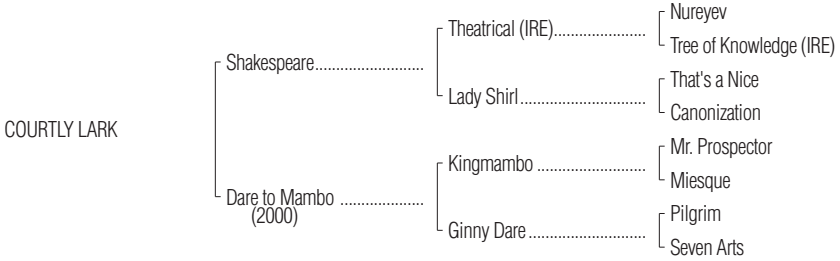 Nureyev
Theatrical (IRE)......................
Tree of Knowledge (IRE)
Shakespeare..........................
That's a Nice
Lady Shirl..............................
Canonization
COURTLY LARK
Mr. Prospector
Kingmambo ..........................
Miesque
Dare to Mambo ....................
(2000)
Pilgrim
Ginny Dare............................
Seven Arts